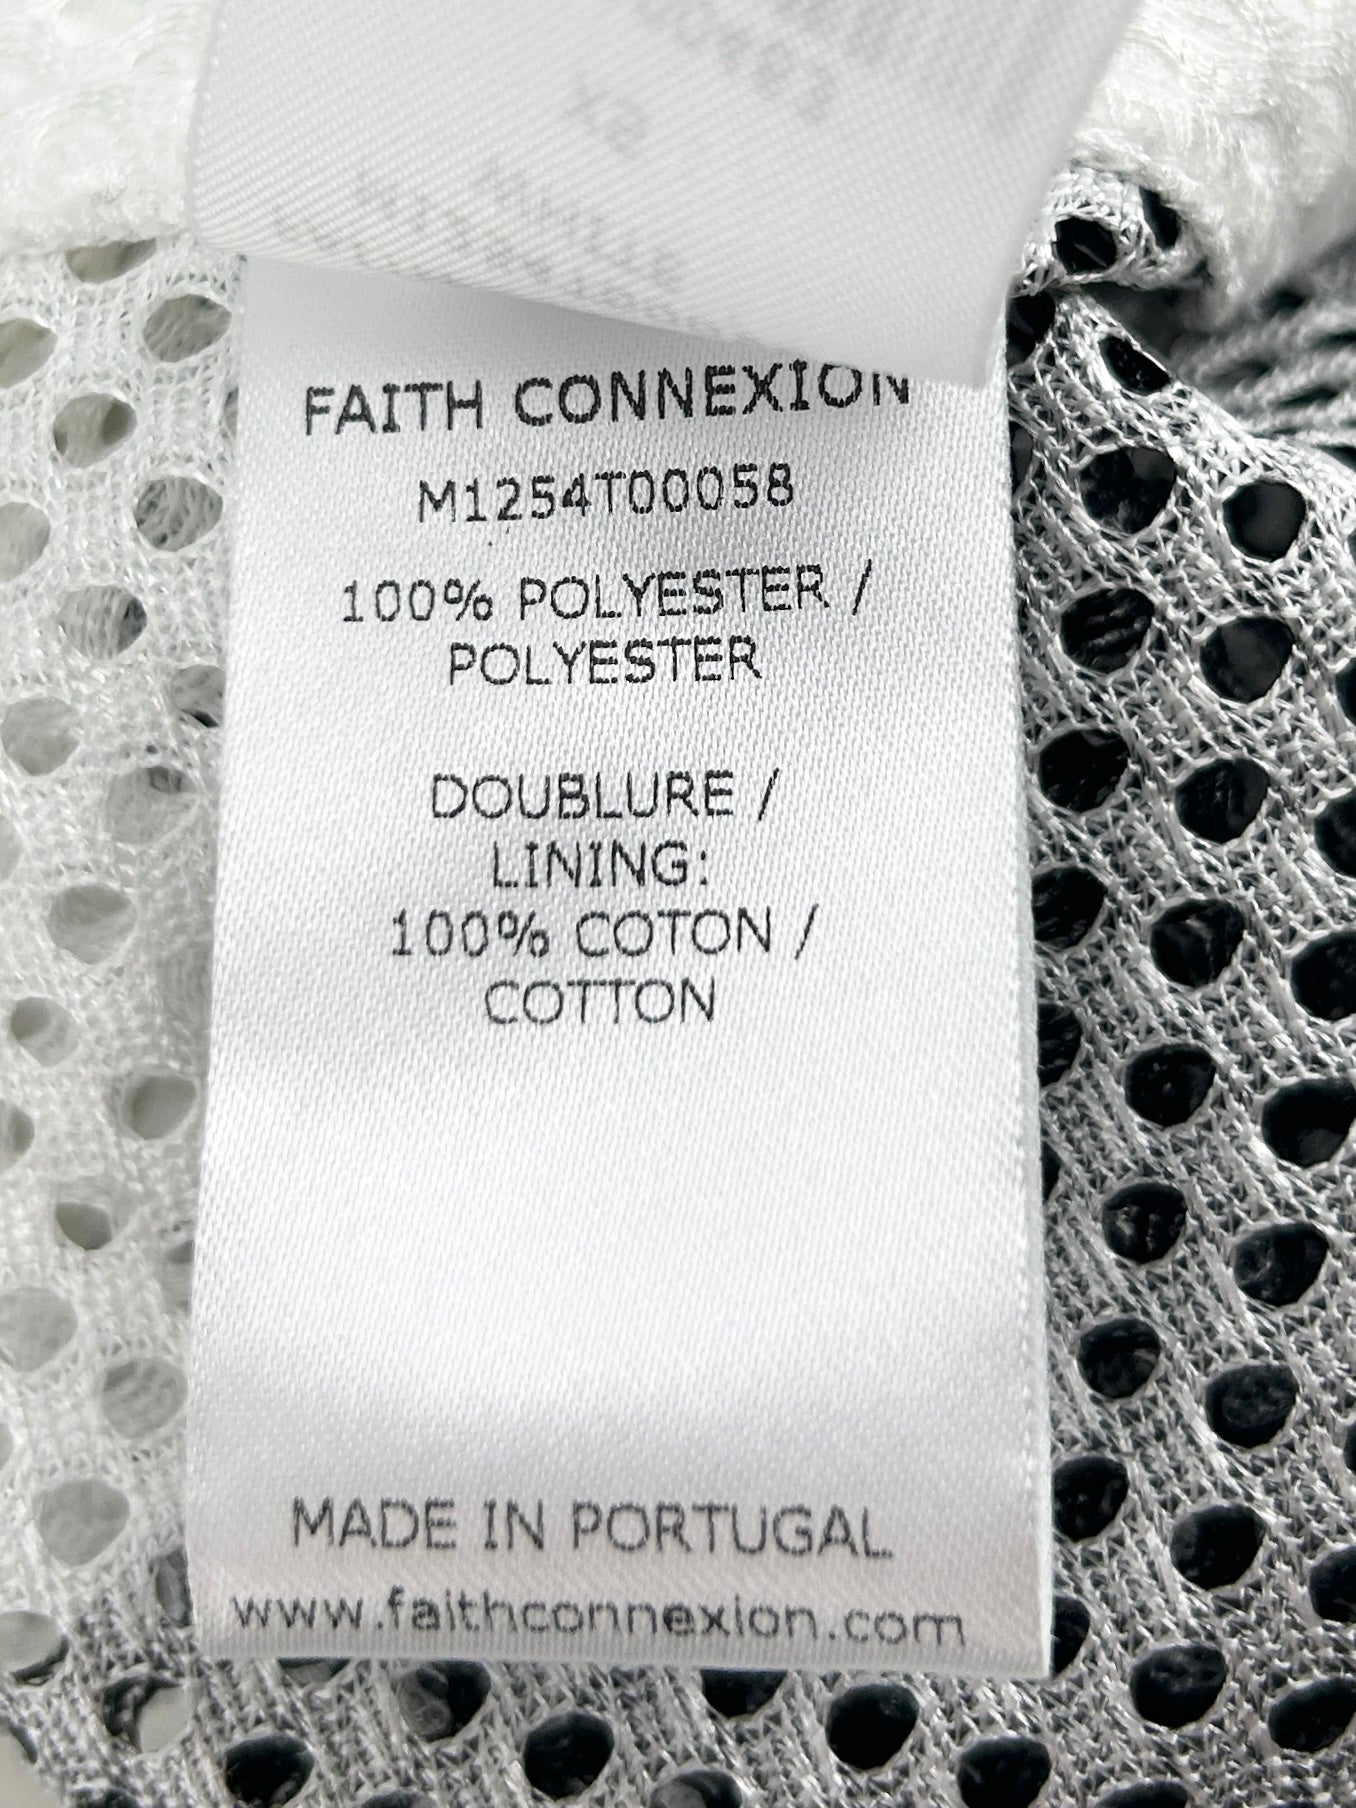 FAITH CONNEXION
M1254T00058
100% POLYESTER /
POLYESTER
DOUBLURE /
LINING:
100% COTON /
COTTON
MADE IN PORTUGAL
www.faithconnexion.com